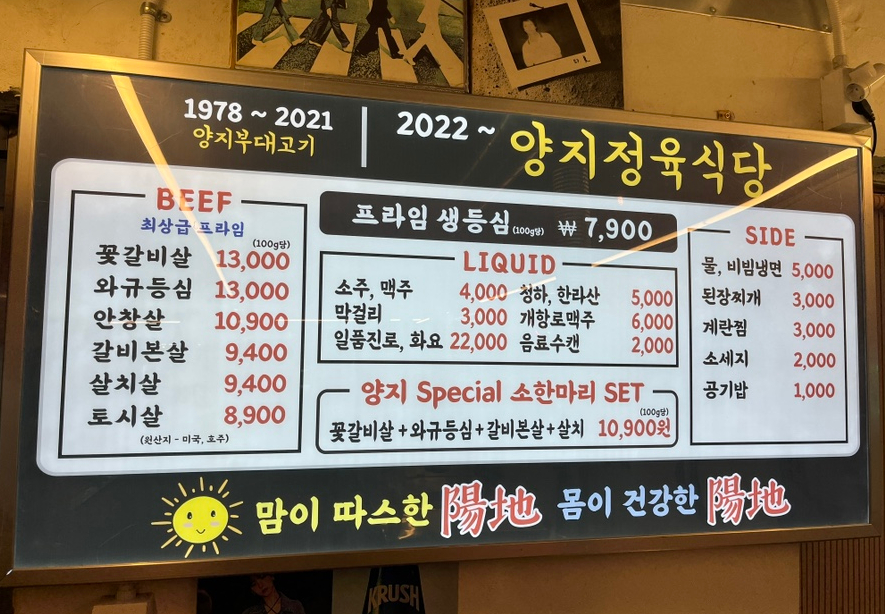 1978 ~ 2021
양지부대고기
2022 ~ 양지정육식당
BEEF
최상급 프라임
(100g당)
꽃갈비살 13,000
와규등심 13,000
안창살 10,900
갈비본살 9,400
살치살 9,400
토시살 8,900
(원산지 - 미국, 호주)
프라임 생등심 (100g당) ₩ 7,900
LIQUID
소주, 맥주 4,000 청하, 한라산 5,000
막걸리 3,000 개항로맥주 6,000
일품진로, 화요 22,000 음료수캔 2,000
양지 Special 소한마리 SET
(100g당)
꽃갈비살+와규등심+갈비본살+살치 10,900원
SIDE
물, 비빔냉면 5,000
된장찌개 3,000
계란찜 3,000
소세지 2,000
공기밥 1,000
맘이 따스한 陽地 몸이 건강한 陽地
KRUSH